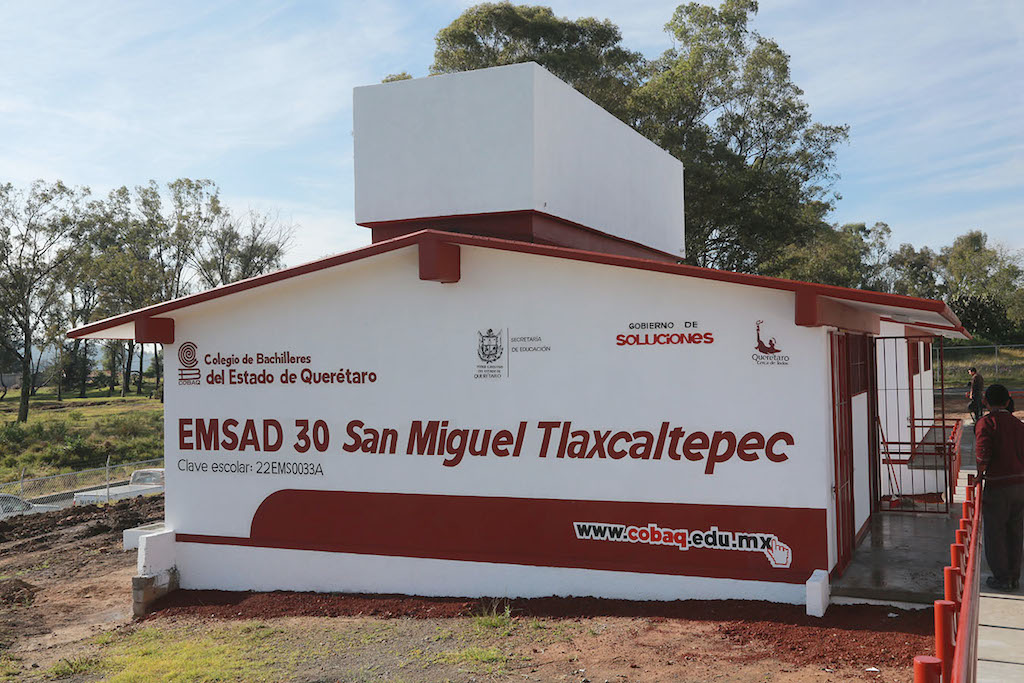 Colegio de Bachilleres
del Estado de Querétaro
COBAQ
SECRETARÍA
DE EDUCACIÓN
GOBIERNO DE
SOLUCIONES
Querétaro
EMSAD 30 San Miguel Tlaxcaltepec
Clave escolar: 22EMS0033A
www.cobaq.edu.mx